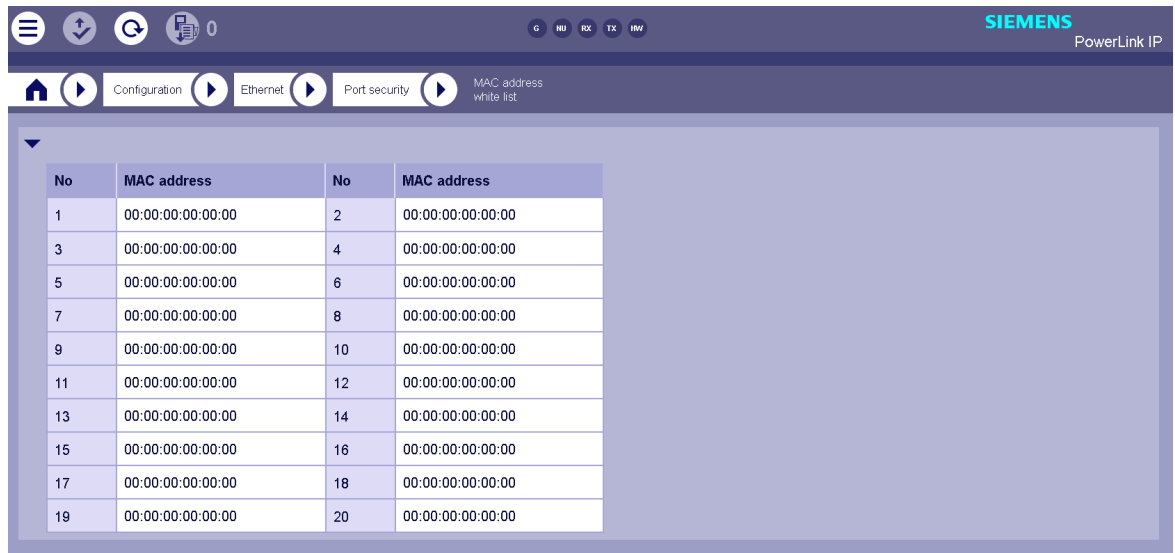 0 G NU RX TX HW SIEMENS
PowerLink IP
Configuration Ethernet Port security MAC address
white list
No MAC address No MAC address
1 00:00:00:00:00:00 2 00:00:00:00:00:00
3 00:00:00:00:00:00 4 00:00:00:00:00:00
5 00:00:00:00:00:00 6 00:00:00:00:00:00
7 00:00:00:00:00:00 8 00:00:00:00:00:00
9 00:00:00:00:00:00 10 00:00:00:00:00:00
11 00:00:00:00:00:00 12 00:00:00:00:00:00
13 00:00:00:00:00:00 14 00:00:00:00:00:00
15 00:00:00:00:00:00 16 00:00:00:00:00:00
17 00:00:00:00:00:00 18 00:00:00:00:00:00
19 00:00:00:00:00:00 20 00:00:00:00:00:00